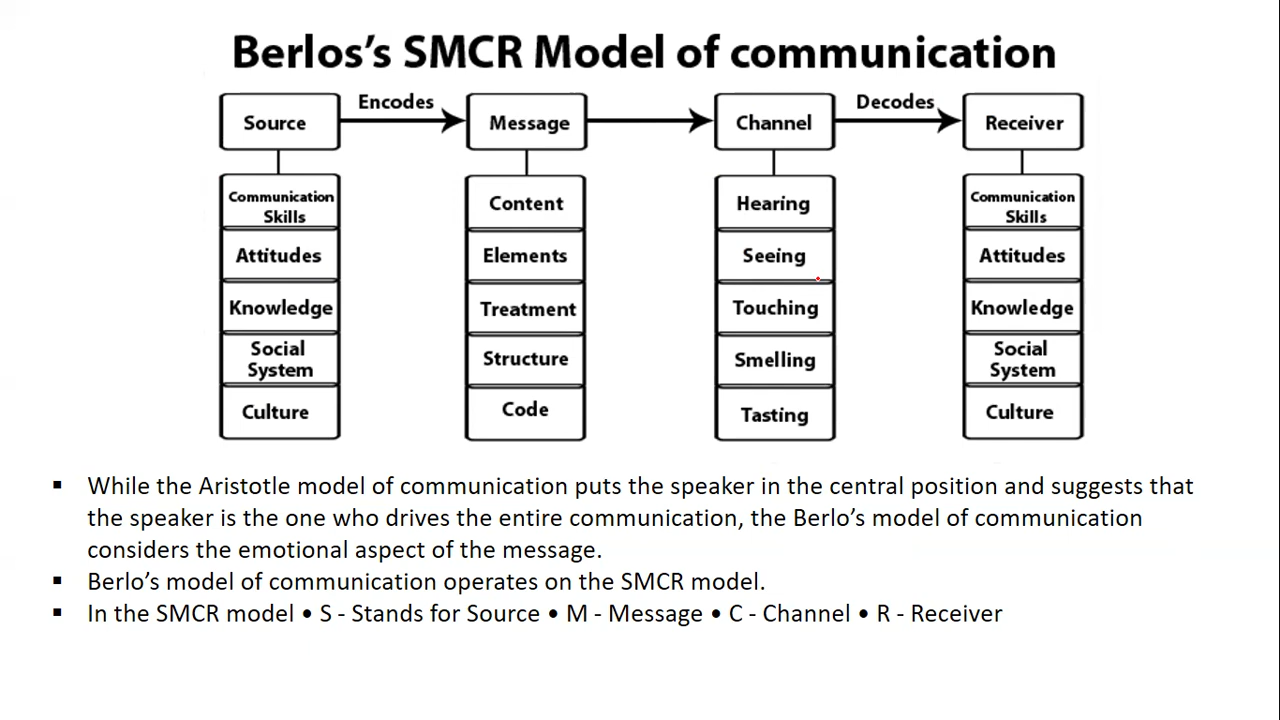 Berlos's SMCR Model of communication
Encodes
Decodes
Source
Message
Channel
Receiver
Communication
Skills
Attitudes
Knowledge
Social
System
Culture
Content
Elements
Treatment
Structure
Code
Hearing
Seeing
Touching
Smelling
Tasting
Communication
Skills
Attitudes
Knowledge
Social
System
Culture
▪ While the Aristotle model of communication puts the speaker in the central position and suggests that
the speaker is the one who drives the entire communication, the Berlo’s model of communication
considers the emotional aspect of the message.
▪ Berlo’s model of communication operates on the SMCR model.
▪ In the SMCR model • S - Stands for Source • M - Message • C - Channel • R - Receiver